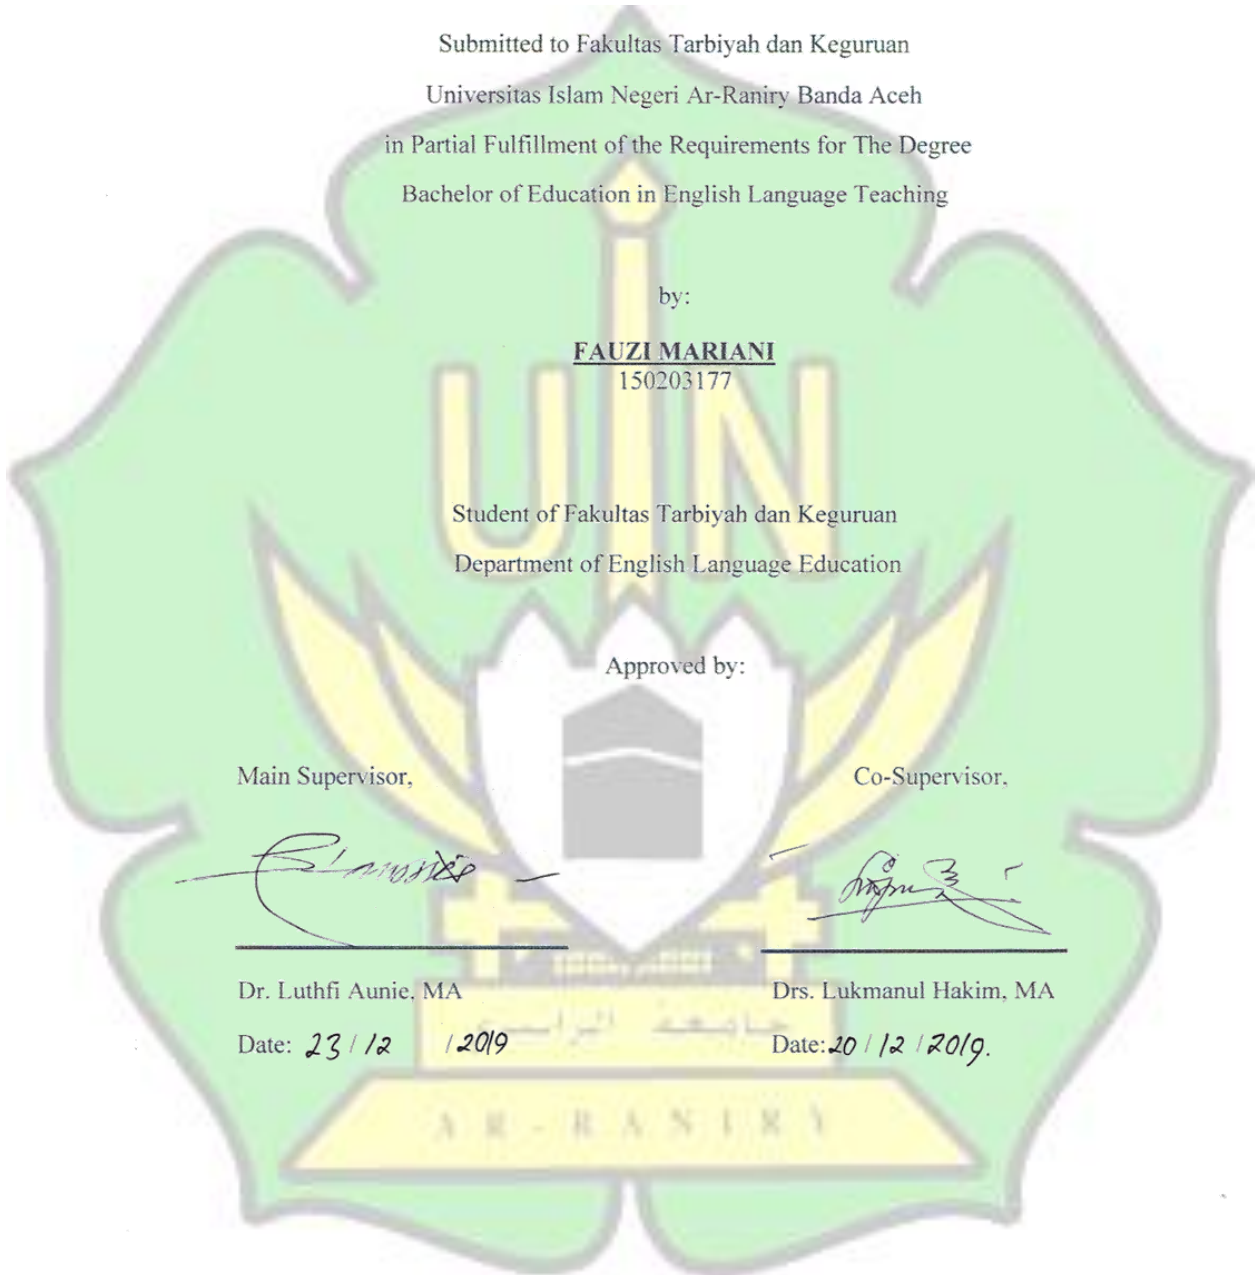 Submitted to Fakultas Tarbiyah dan Keguruan
Universitas Islam Negeri Ar-Raniry Banda Aceh
in Partial Fulfillment of the Requirements for The Degree
Bachelor of Education in English Language Teaching
by:
FAUZI MARIANI
150203177
UIN
Student of Fakultas Tarbiyah dan Keguruan
Department of English Language Education
Approved by:
Main Supervisor,
Co-Supervisor,
Dr. Luthfi Aunie, MA
Drs. Lukmanul Hakim, MA
Date: 23 / 12 / 2019
Date: 20 / 12 / 2019.
جامعة الرانيري
AR-RANIRY